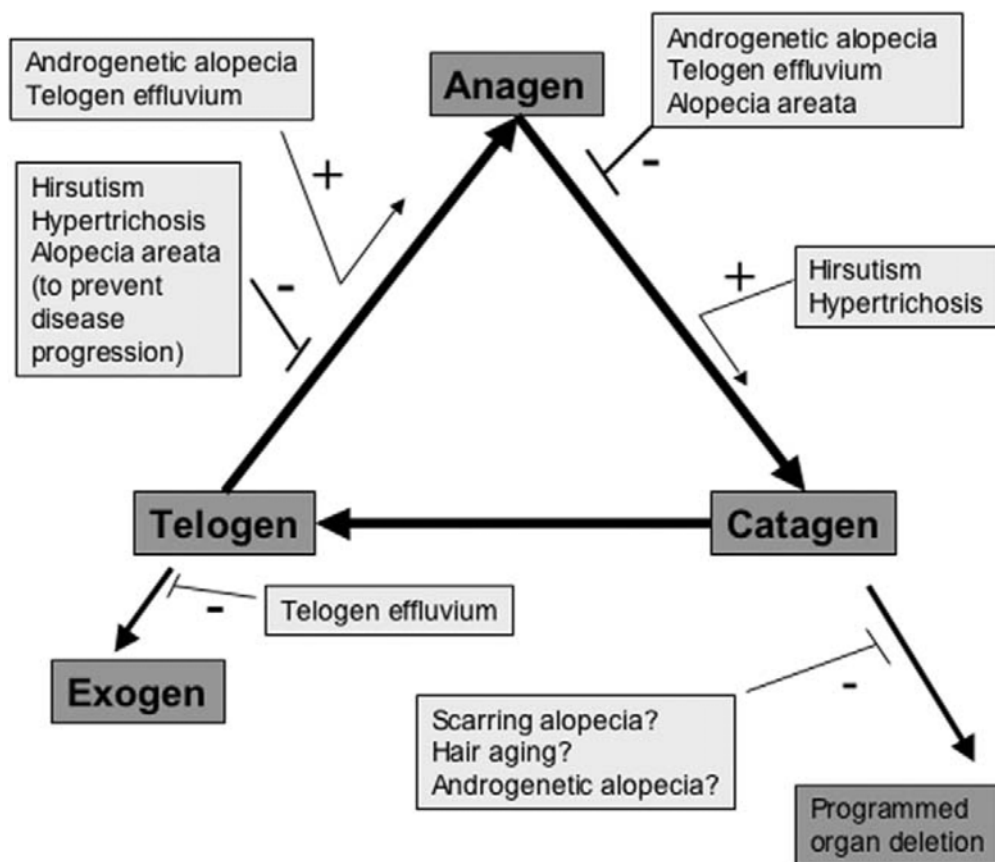 Androgenetic alopecia
Telogen effluvium
Anagen
Androgenetic alopecia
Telogen effluvium
Alopecia areata
+
-
Hirsutism
Hypertrichosis
Alopecia areata
(to prevent
disease
progression)
-
+
Hirsutism
Hypertrichosis
Telogen
Catagen
-
Telogen effluvium
Exogen
-
Scarring alopecia?
Hair aging?
Androgenetic alopecia?
Programmed
organ deletion